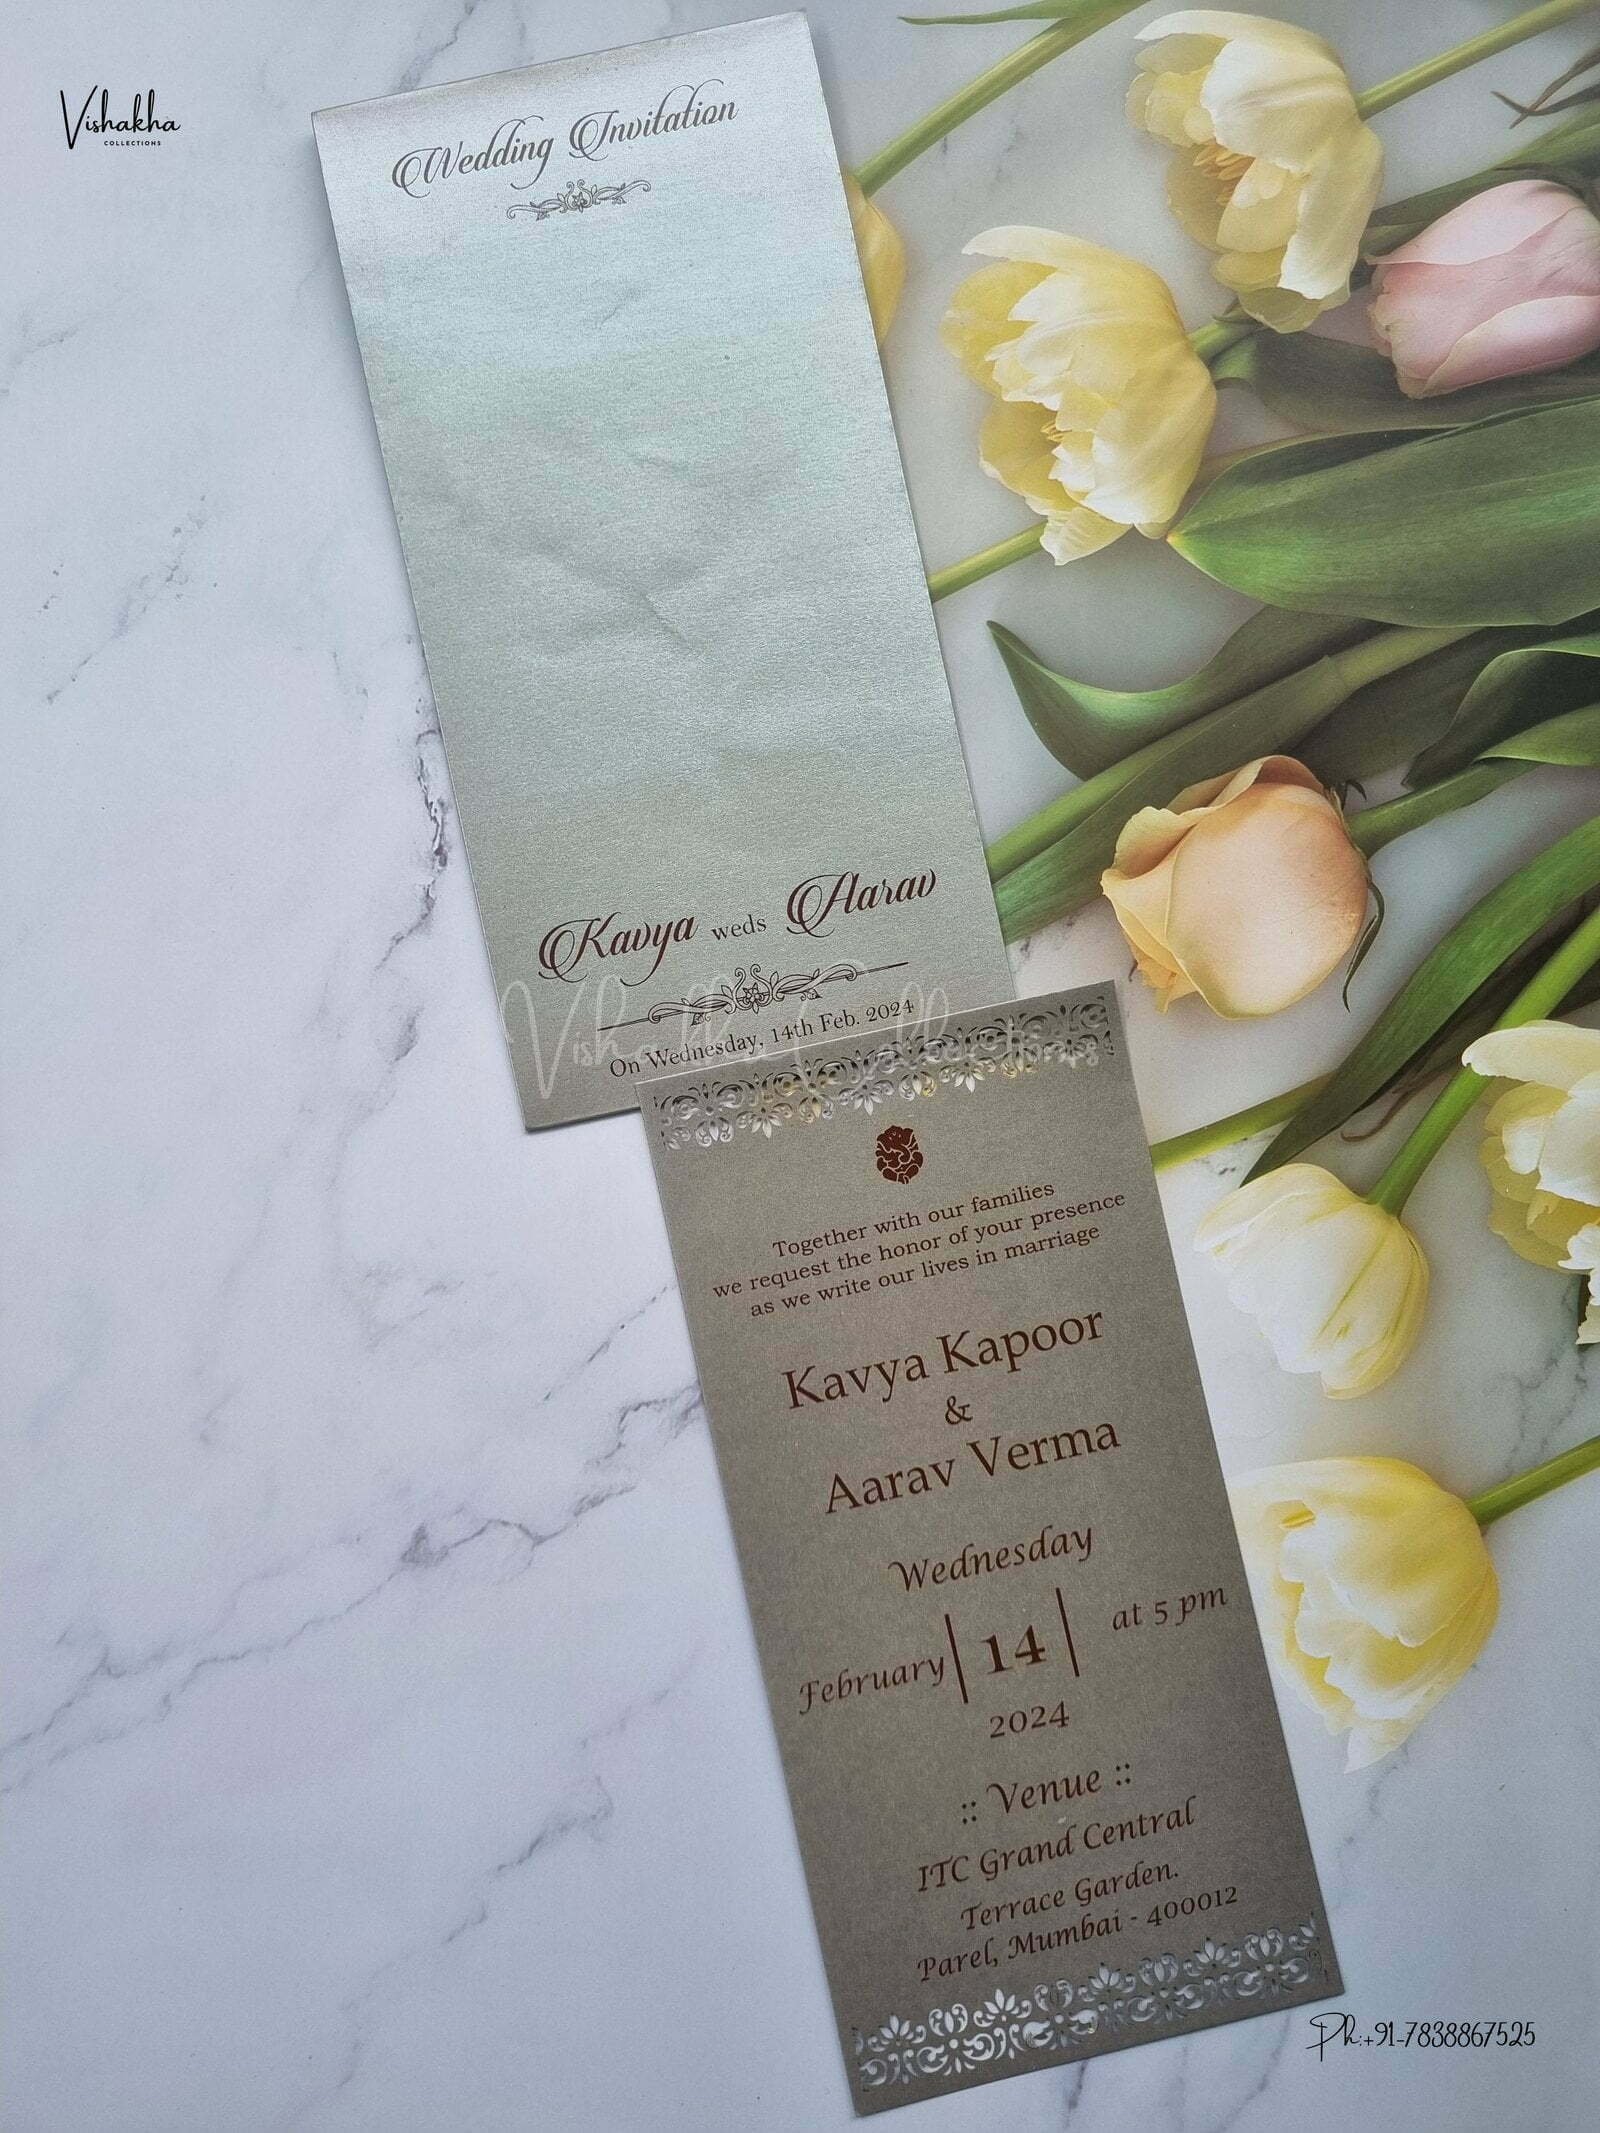 Vishakha
COLLECTIONS
Wedding Invitation
Kavya weds Aarav
On Wednesday, 14th Feb. 2024
Vishakha Collections
Together with our families
we request the honor of your presence
as we write our lives in marriage
Kavya Kapoor
&
Aarav Verma
Wednesday
February | 14 | at 5 pm
2024
:: Venue ::
ITC Grand Central
Terrace Garden.
Parel, Mumbai - 400012
Ph:+91-7838867525